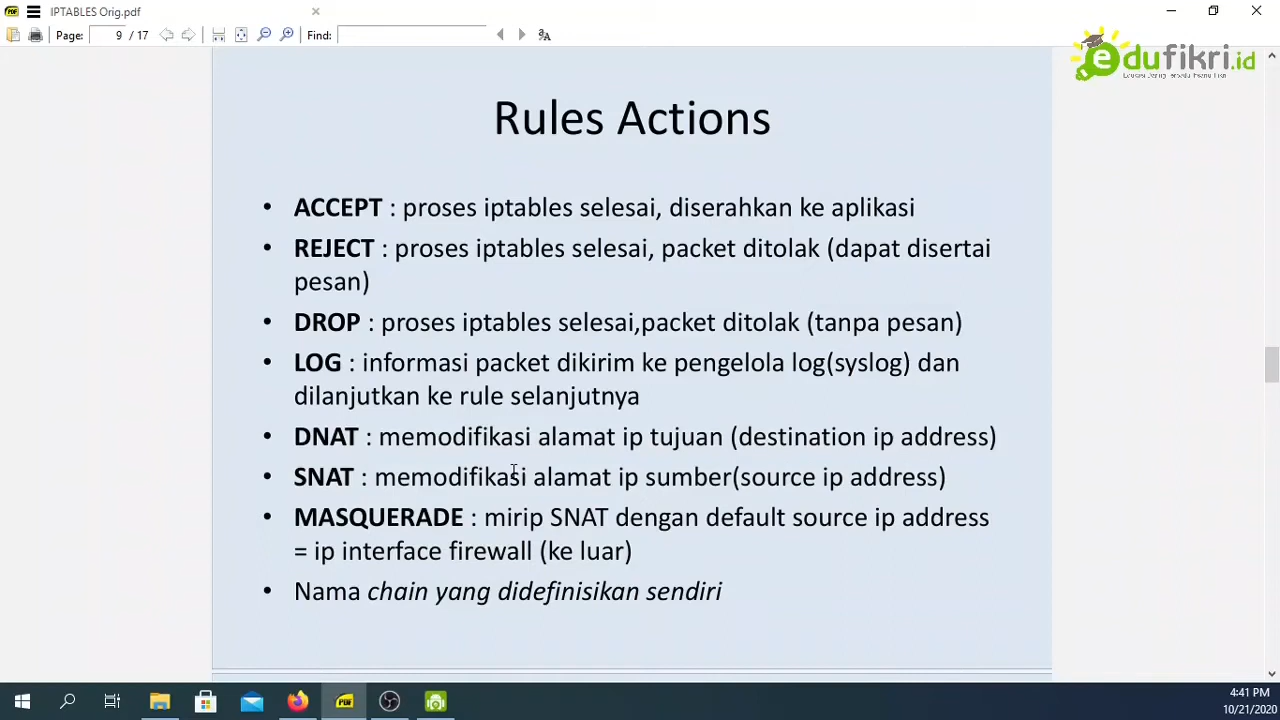 IPTABLES Orig.pdf
Page: 9 / 17 Find:
edufikri.id
Rules Actions
• ACCEPT : proses iptables selesai, diserahkan ke aplikasi
• REJECT : proses iptables selesai, packet ditolak (dapat disertai
pesan)
• DROP : proses iptables selesai,packet ditolak (tanpa pesan)
• LOG : informasi packet dikirim ke pengelola log(syslog) dan
dilanjutkan ke rule selanjutnya
• DNAT : memodifikasi alamat ip tujuan (destination ip address)
• SNAT : memodifikasi alamat ip sumber(source ip address)
• MASQUERADE : mirip SNAT dengan default source ip address
= ip interface firewall (ke luar)
• Nama chain yang didefinisikan sendiri
PDF
4:41 PM
10/21/2020